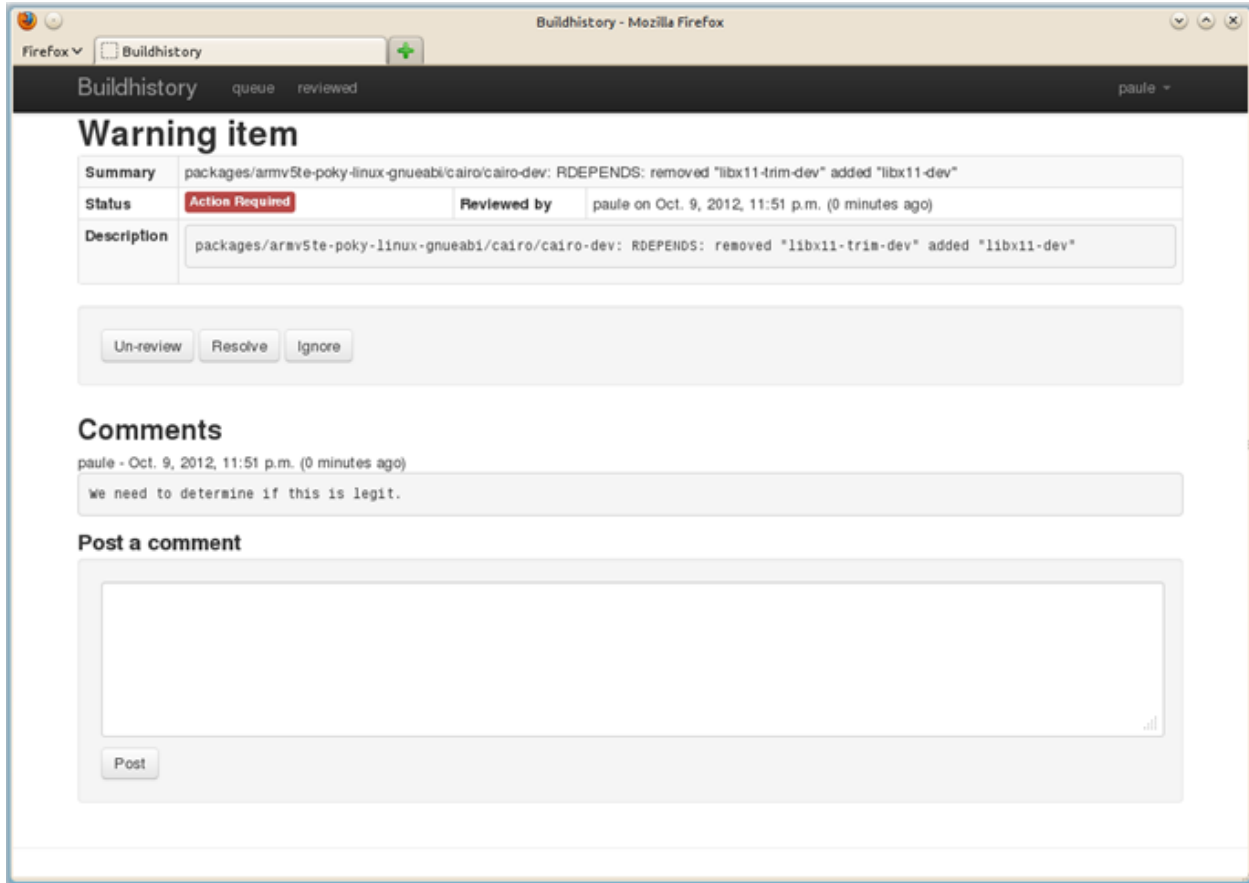 Buildhistory - Mozilla Firefox
Firefox Buildhistory
Buildhistory queue reviewed paule
Warning item
Summary packages/armv5te-poky-linux-gnueabi/cairo/cairo-dev: RDEPENDS: removed "libx11-trim-dev" added "libx11-dev"
Status Action Required Reviewed by paule on Oct. 9, 2012, 11:51 p.m. (0 minutes ago)
Description packages/armv5te-poky-linux-gnueabi/cairo/cairo-dev: RDEPENDS: removed "libx11-trim-dev" added "libx11-dev"
Un-review Resolve Ignore
Comments
paule - Oct. 9, 2012, 11:51 p.m. (0 minutes ago)
We need to determine if this is legit.
Post a comment
Post